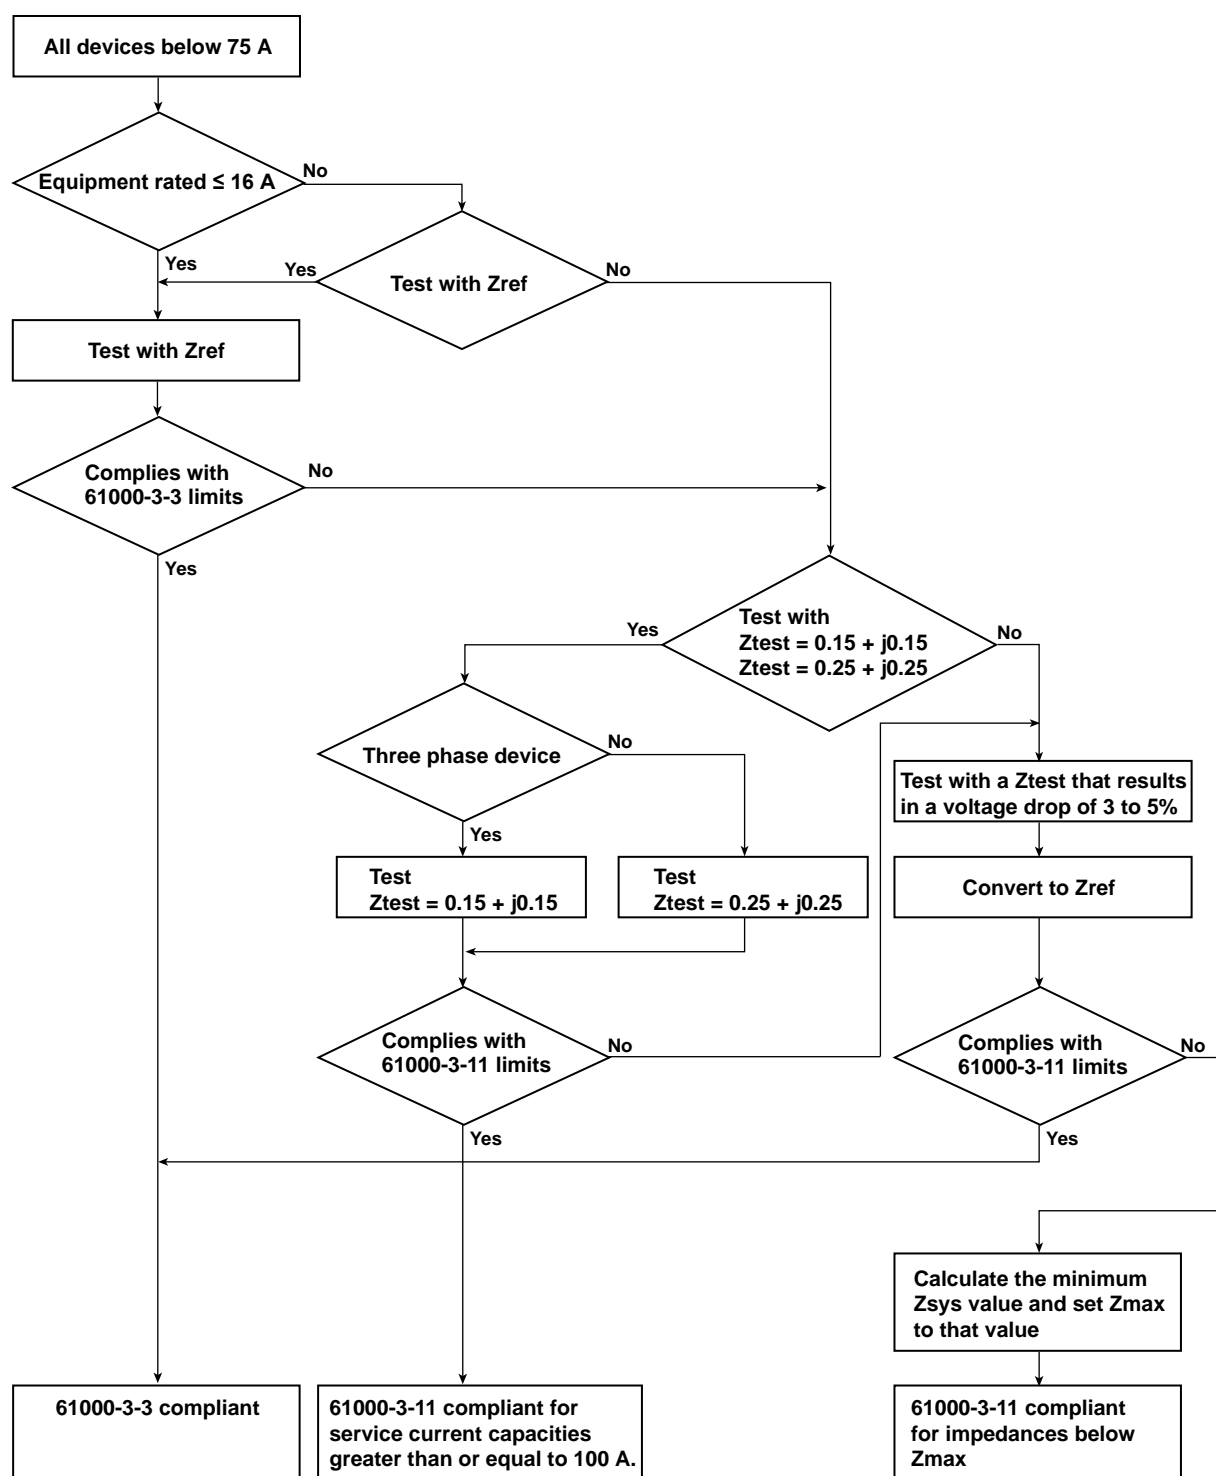 All devices below 75 A
Equipment rated ≤ 16 A
No
Yes
Yes
Test with Zref
No
Test with Zref
Complies with
61000-3-3 limits
No
Yes
Test with
Ztest = 0.15 + j0.15
Ztest = 0.25 + j0.25
Yes
No
Three phase device
No
Yes
Test with a Ztest that results
in a voltage drop of 3 to 5%
Test
Ztest = 0.15 + j0.15
Test
Ztest = 0.25 + j0.25
Convert to Zref
Complies with
61000-3-11 limits
No
Yes
Complies with
61000-3-11 limits
No
Yes
Calculate the minimum
Zsys value and set Zmax
to that value
61000-3-3 compliant
61000-3-11 compliant for
service current capacities
greater than or equal to 100 A.
61000-3-11 compliant
for impedances below
Zmax